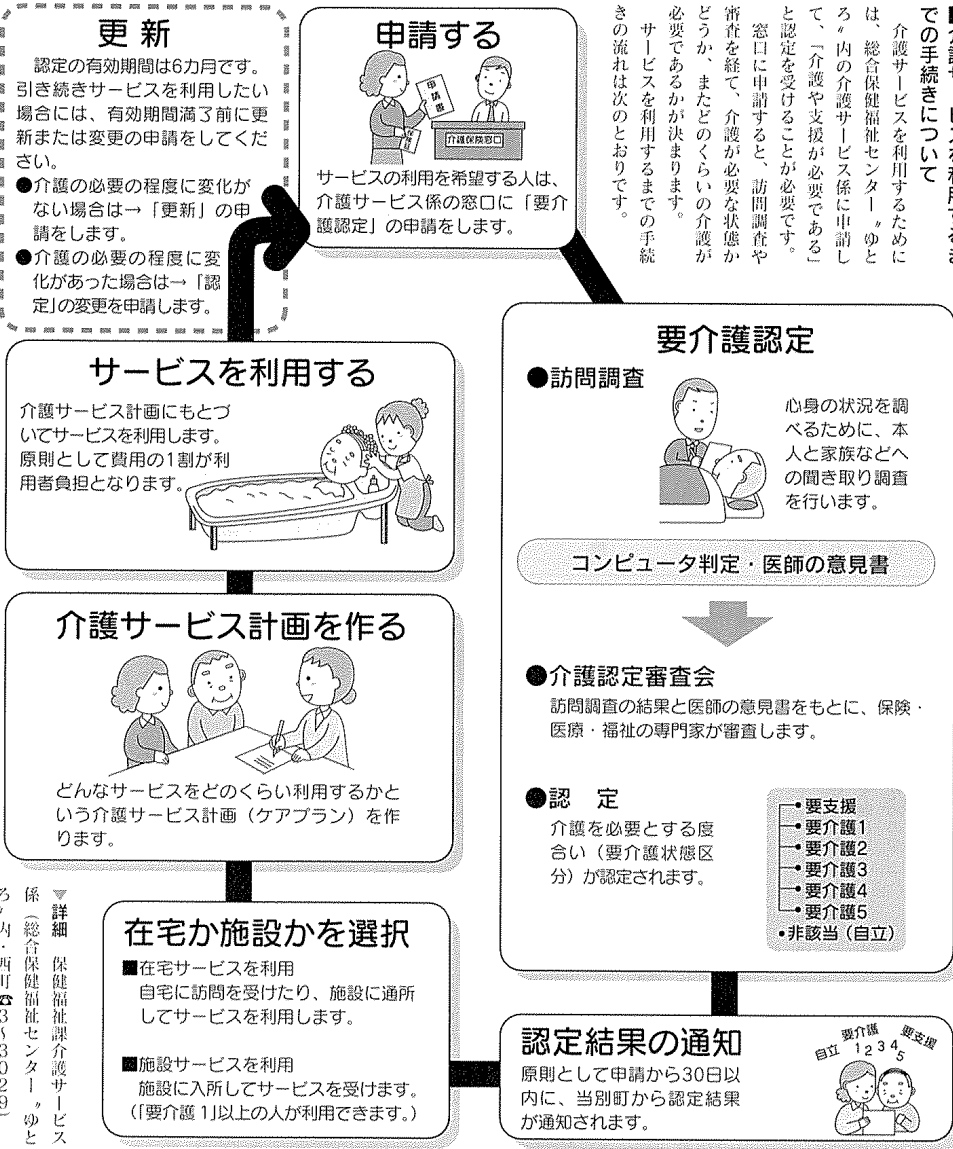 ■介護サービスを利用するま
での手続きについて
介護サービスを利用するために
は、総合保健福祉センター〝ゆと
ろ〟内の介護サービス係に申請し
て、「介護や支援が必要である」
と認定を受けることが必要です。
窓口に申請すると、訪問調査や
審査を経て、介護が必要な状態か
どうか、またどのくらいの介護が
必要であるかが決まります。
サービスを利用するまでの手続
きの流れは次のとおりです。
申請する
申請書
保険証
介護保険窓口
サービスの利用を希望する人は、
介護サービス係の窓口に「要介
護認定」の申請をします。
要介護認定
●訪問調査
心身の状況を調
べるために、本
人と家族などへ
の聞き取り調査
を行います。
コンピュータ判定・医師の意見書
●介護認定審査会
訪問調査の結果と医師の意見書をもとに、保険・
医療・福祉の専門家が審査します。
●認 定
介護を必要とする度
合い（要介護状態区
分）が認定されます。
•要支援
•要介護1
•要介護2
•要介護3
•要介護4
•要介護5
•非該当（自立）
認定結果の通知
原則として申請から30日以
内に、当別町から認定結果
が通知されます。
自立 要介護 1 2 3 4 5 要支援
在宅か施設かを選択
■在宅サービスを利用
自宅に訪問を受けたり、施設に通所
してサービスを利用します。
■施設サービスを利用
施設に入所してサービスを受けます。
（「要介護1」以上の人が利用できます。）
介護サービス計画を作る
どんなサービスをどのくらい利用するかと
いう介護サービス計画（ケアプラン）を作
ります。
サービスを利用する
介護サービス計画にもとづ
いてサービスを利用します。
原則として費用の1割が利
用者負担となります。
更 新
認定の有効期間は6カ月です。
引き続きサービスを利用したい
場合には、有効期間満了前に更
新または変更の申請をしてくだ
さい。
●介護の必要の程度に変化が
ない場合は→「更新」の申
請をします。
●介護の必要の程度に変
化があった場合は→「認
定」の変更を申請します。
▼詳細 保健福祉課介護サービス
係（総合保健福祉センター〝ゆと
ろ〟内・西町☎3〜3029）